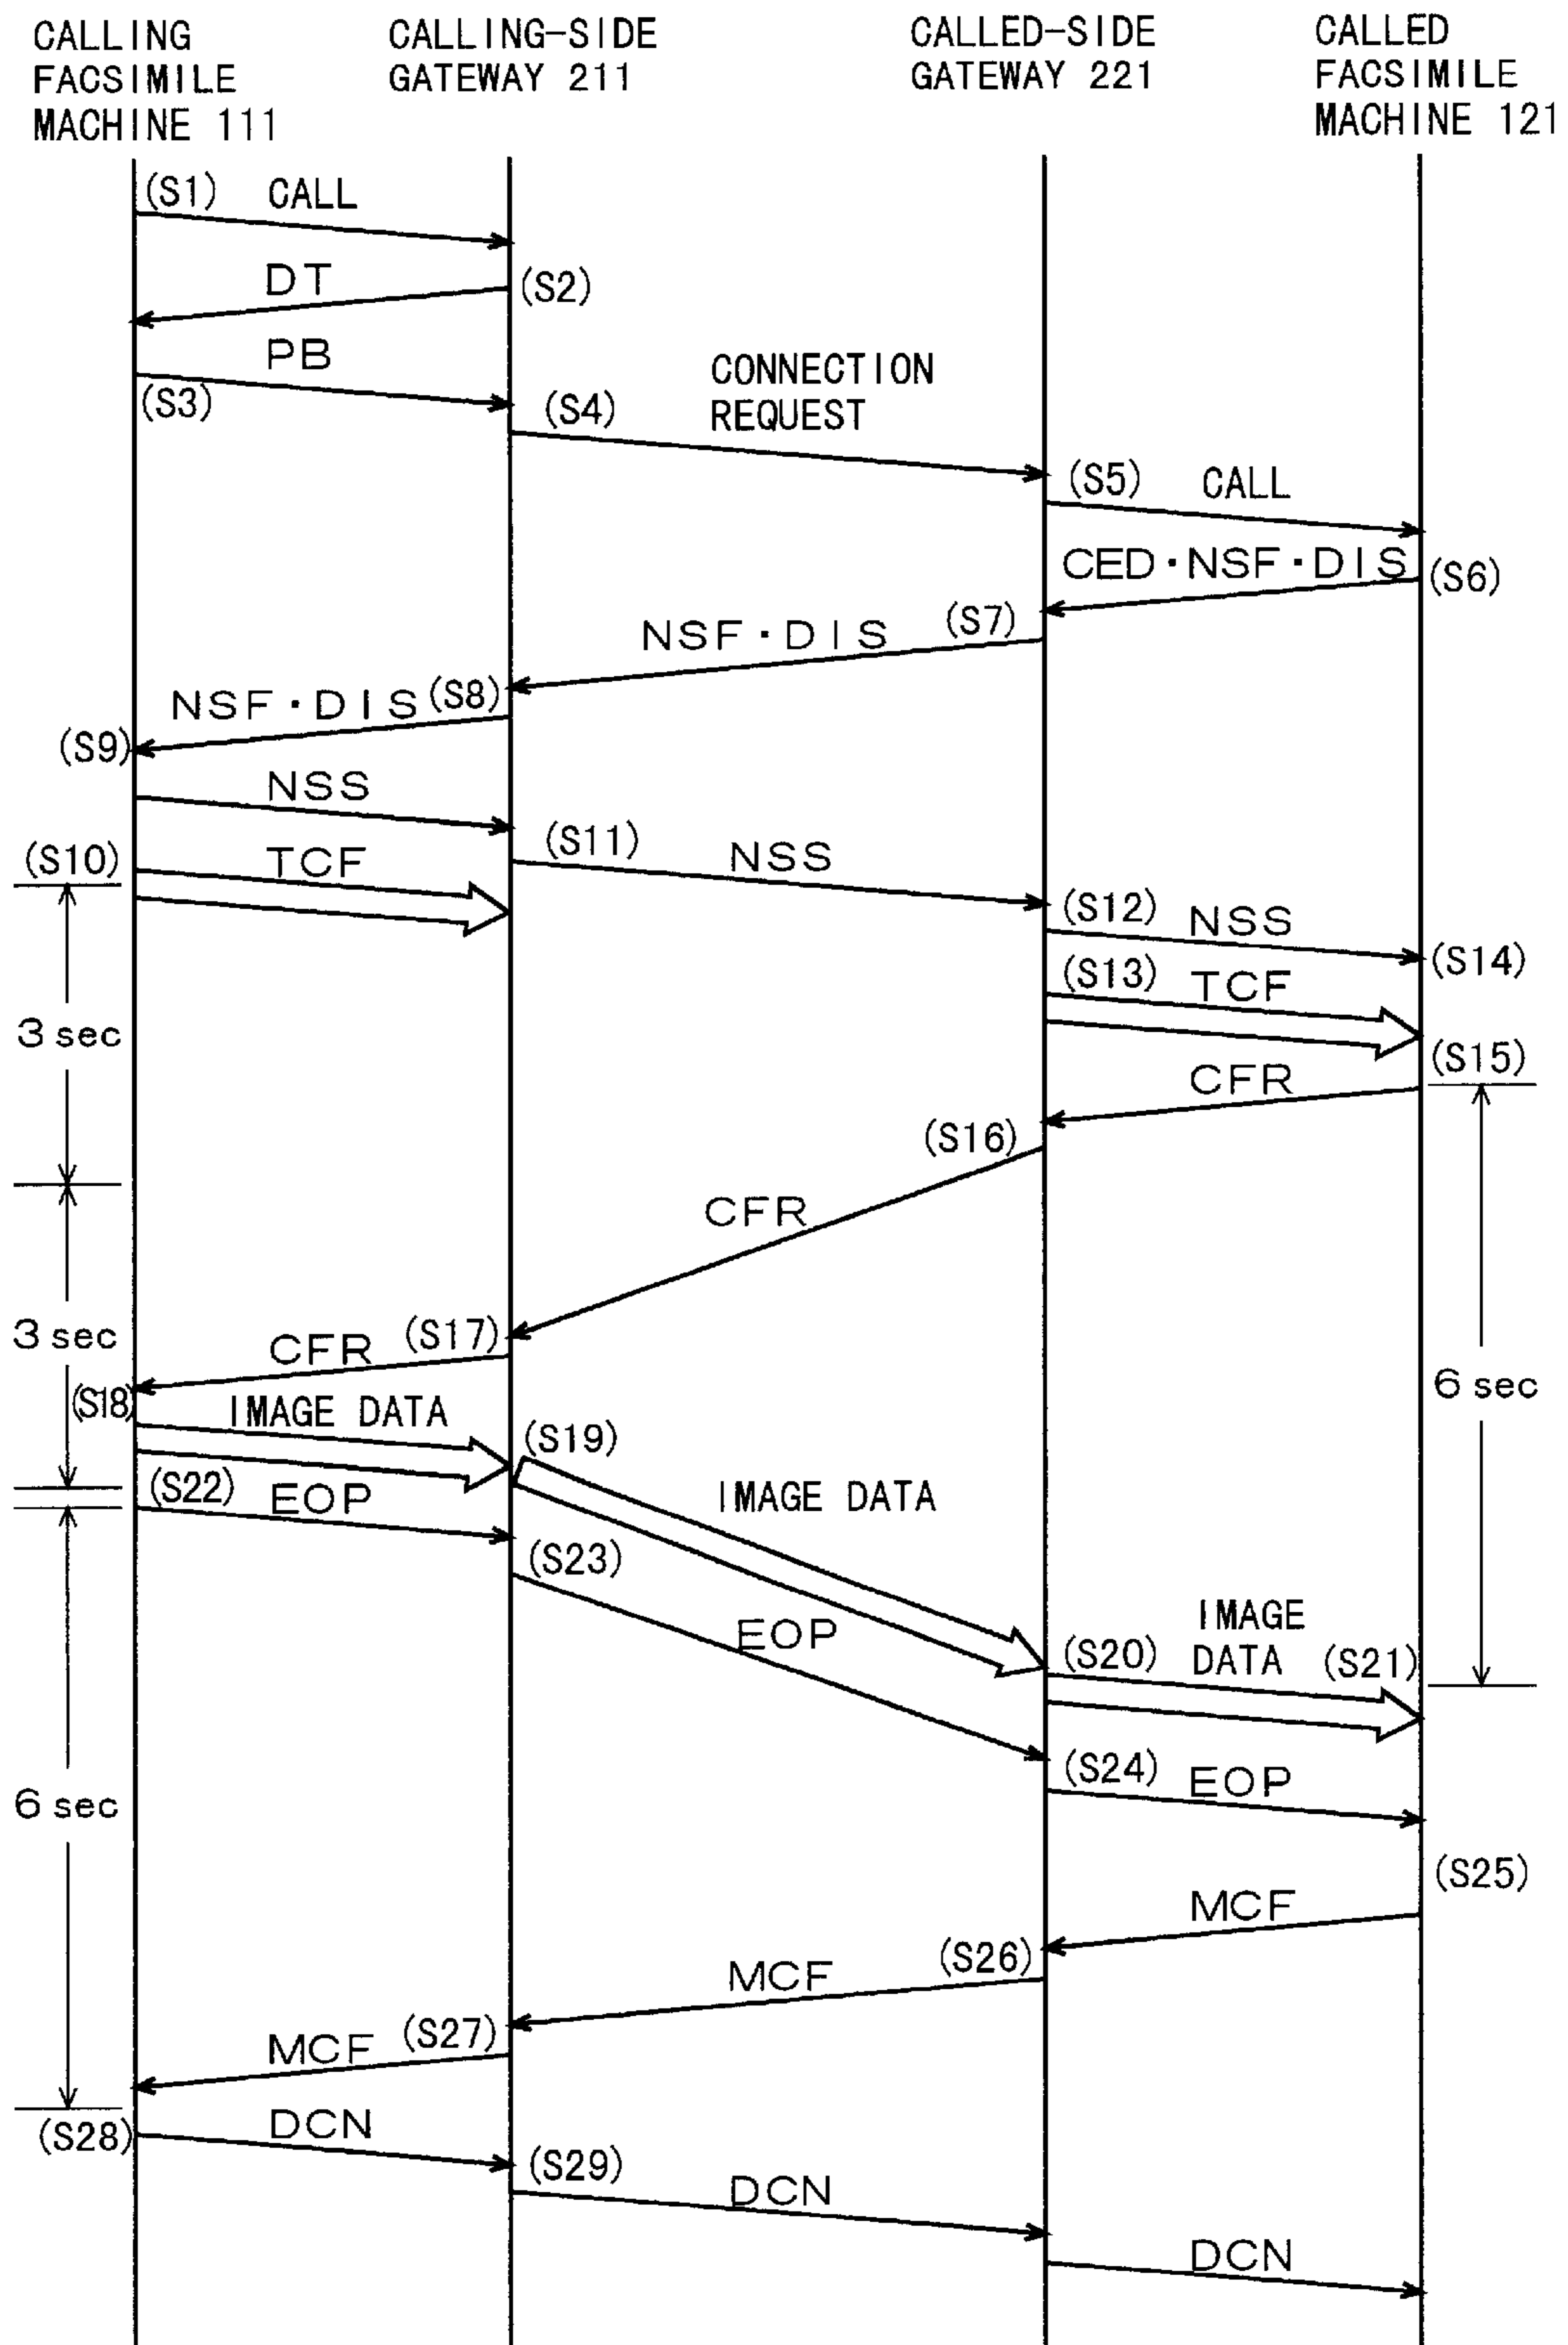 CALLING
FACSIMILE
MACHINE 111
CALLING-SIDE
GATEWAY 211
CALLED-SIDE
GATEWAY 221
CALLED
FACSIMILE
MACHINE 121
(S1) CALL
DT (S2)
PB
(S3)
(S4) CONNECTION
REQUEST
(S5) CALL
CED・NSF・DIS (S6)
NSF・DIS (S7)
NSF・DIS (S8)
(S9)
NSS
(S10) TCF
(S11) NSS
(S12) NSS
(S14)
(S13) TCF
3 sec
(S15)
CFR
(S16)
CFR
3 sec
CFR (S17)
(S18) IMAGE DATA
6 sec
(S19)
IMAGE DATA
(S22) EOP
(S23)
EOP
IMAGE
(S20) DATA (S21)
(S24) EOP
6 sec
(S25)
MCF
(S26)
MCF
(S27)
MCF
(S28) DCN
(S29)
DCN
DCN